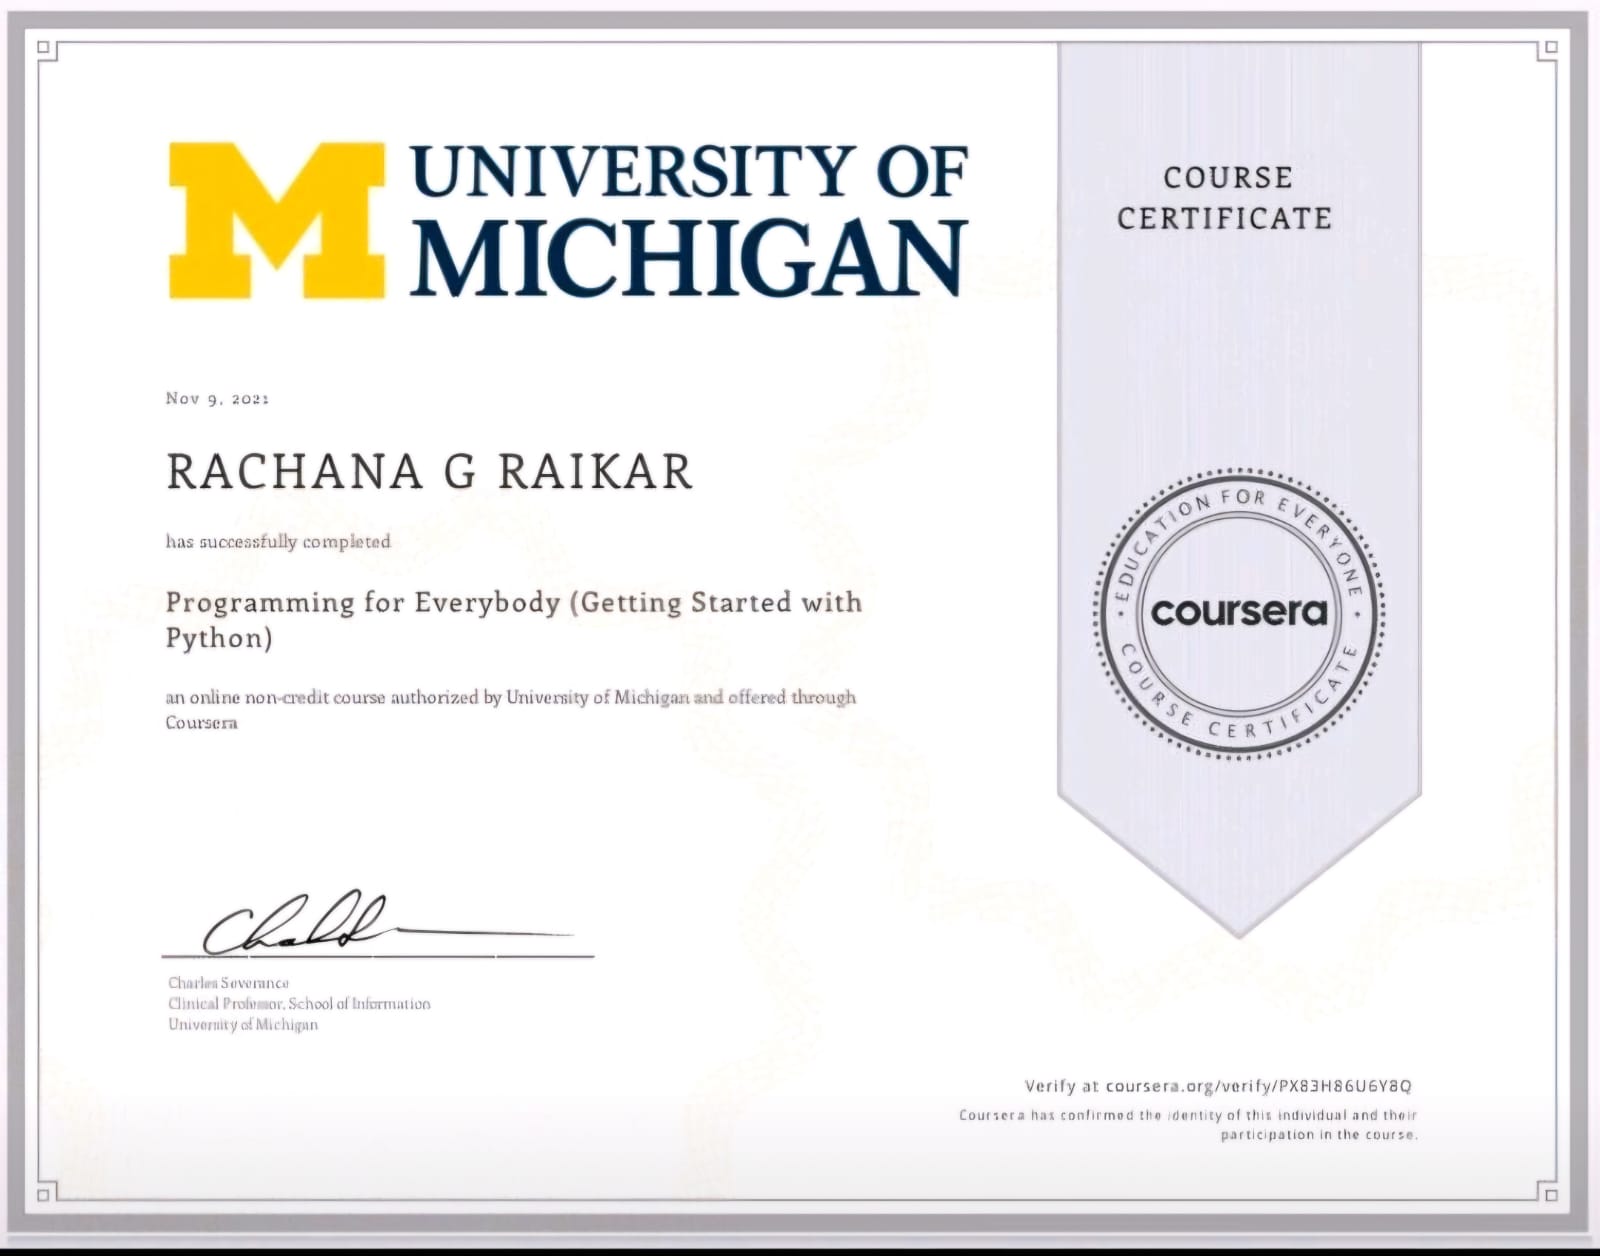 UNIVERSITY OF
MICHIGAN
COURSE
CERTIFICATE
Nov 9, 2021
RACHANA G RAIKAR
has successfully completed
Programming for Everybody (Getting Started with
Python)
an online non-credit course authorized by University of Michigan and offered through
Coursera
EDUCATION FOR EVERYONE
coursera
COURSE CERTIFICATE
Charles Severance
Clinical Professor, School of Information
University of Michigan
Verify at coursera.org/verify/PX83H86U6Y8Q
Coursera has confirmed the identity of this individual and their
participation in the course.